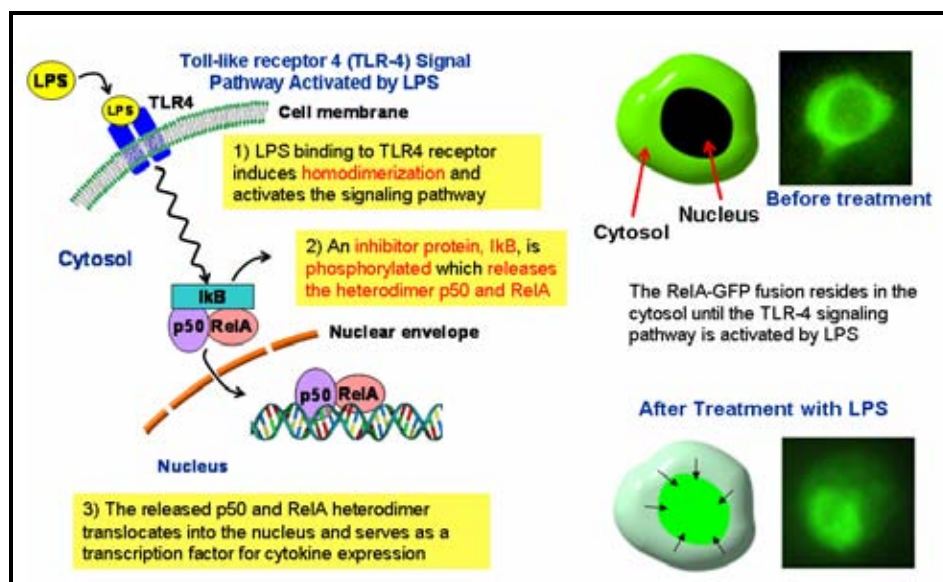 Toll-like receptor 4 (TLR-4) Signal
Pathway Activated by LPS
LPS
LPS
TLR4
Cell membrane
1) LPS binding to TLR4 receptor
induces homodimerization and
activates the signaling pathway
Cytosol
2) An inhibitor protein, IkB, is
phosphorylated which releases
the heterodimer p50 and RelA
IkB
p50 RelA
Nuclear envelope
p50 RelA
Nucleus
3) The released p50 and RelA heterodimer
translocates into the nucleus and serves as a
transcription factor for cytokine expression
Nucleus
Cytosol
Before treatment
The RelA-GFP fusion resides in the
cytosol until the TLR-4 signaling
pathway is activated by LPS
After Treatment with LPS